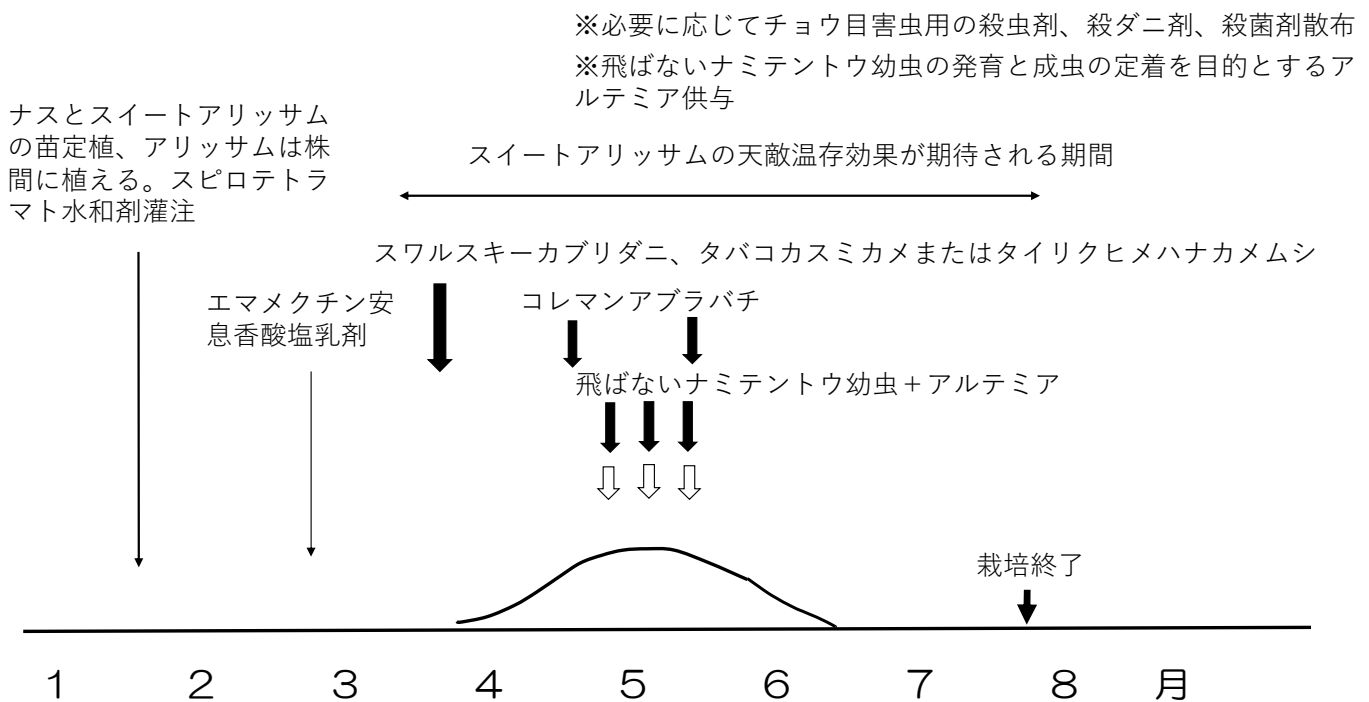 ※必要に応じてチョウ目害虫用の殺虫剤、殺ダニ剤、殺菌剤散布
※飛ばないナミテントウ幼虫の発育と成虫の定着を目的とするア
ルテミア供与
ナスとスイートアリッサム
の苗定植、アリッサムは株
間に植える。スピロテトラ
マト水和剤灌注
スイートアリッサムの天敵温存効果が期待される期間
スワルスキーカブリダニ、タバコカスミカメまたはタイリクヒメハナカメムシ
エマメクチン安
息香酸塩乳剤
コレマンアブラバチ
飛ばないナミテントウ幼虫+アルテミア
栽培終了
1 2 3 4 5 6 7 8 月